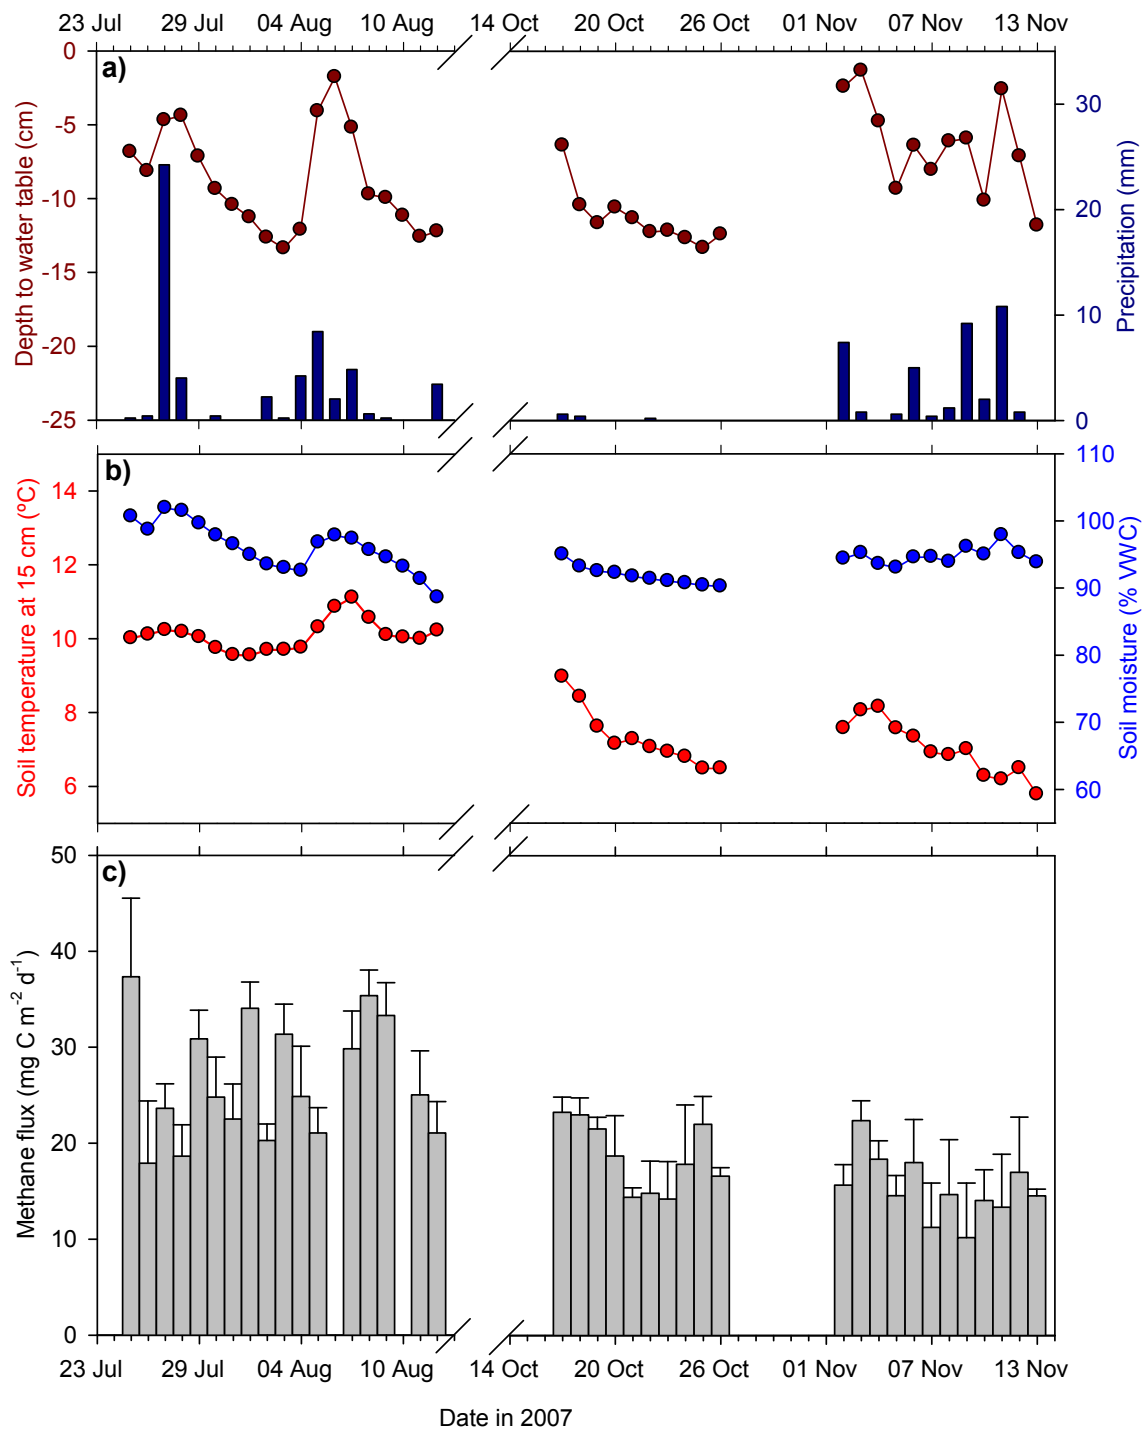 23 Jul 29 Jul 04 Aug 10 Aug 14 Oct 20 Oct 26 Oct 01 Nov 07 Nov 13 Nov
a)
Depth to water table (cm)
0
-5
-10
-15
-20
-25
Precipitation (mm)
30
20
10
0
b)
Soil temperature at 15 cm (ºC)
14
12
10
8
6
Soil moisture (% VWC)
110
100
90
80
70
60
c)
Methane flux (mg C m⁻² d⁻¹)
50
40
30
20
10
0
23 Jul 29 Jul 04 Aug 10 Aug 14 Oct 20 Oct 26 Oct 01 Nov 07 Nov 13 Nov
Date in 2007